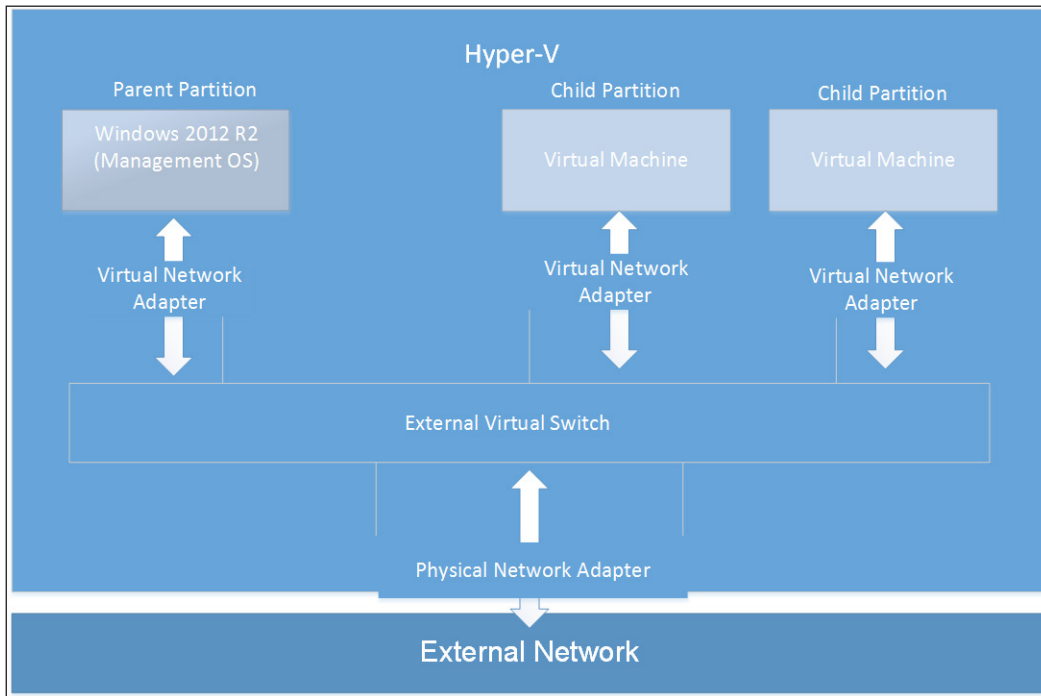 Hyper-V
Parent Partition
Child Partition
Child Partition
Windows 2012 R2
(Management OS)
Virtual Machine
Virtual Machine
Virtual Network
Adapter
Virtual Network
Adapter
Virtual Network
Adapter
External Virtual Switch
Physical Network Adapter
External Network